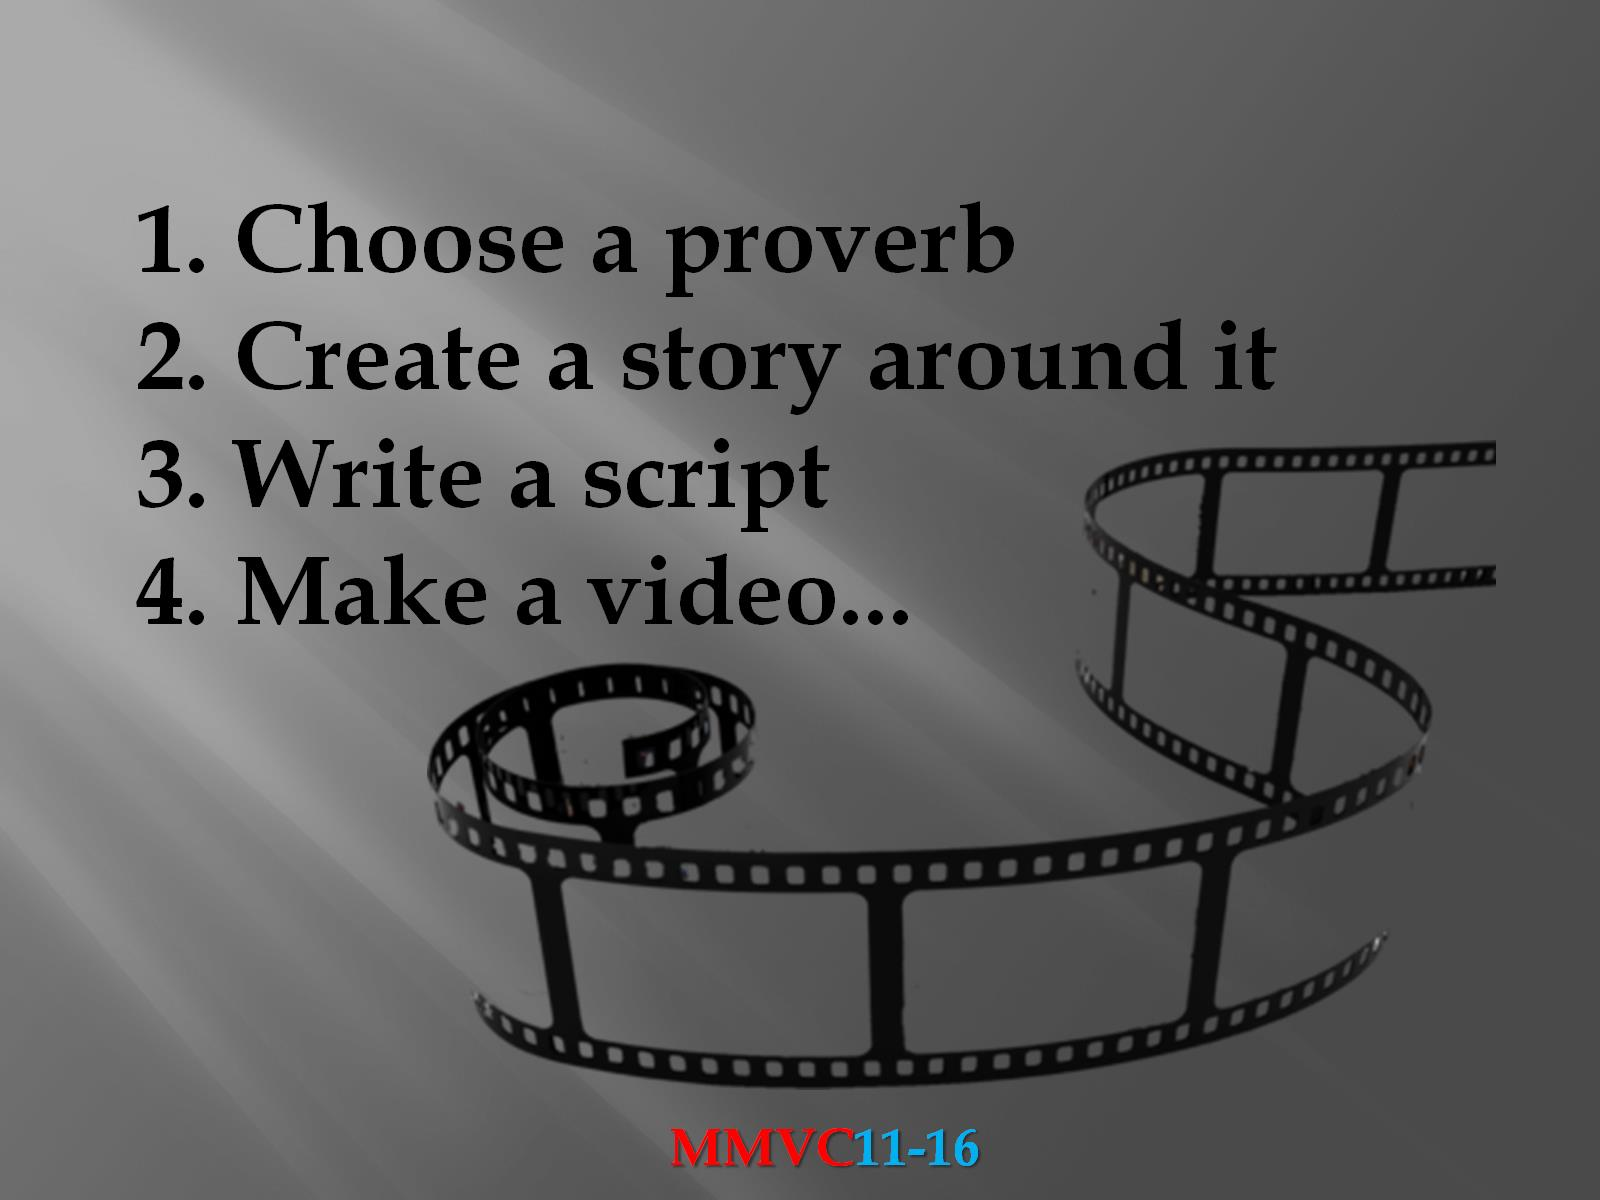 1. Choose a proverb
2. Create a story around it
3. Write a script
4. Make a video...
MMVC11-16